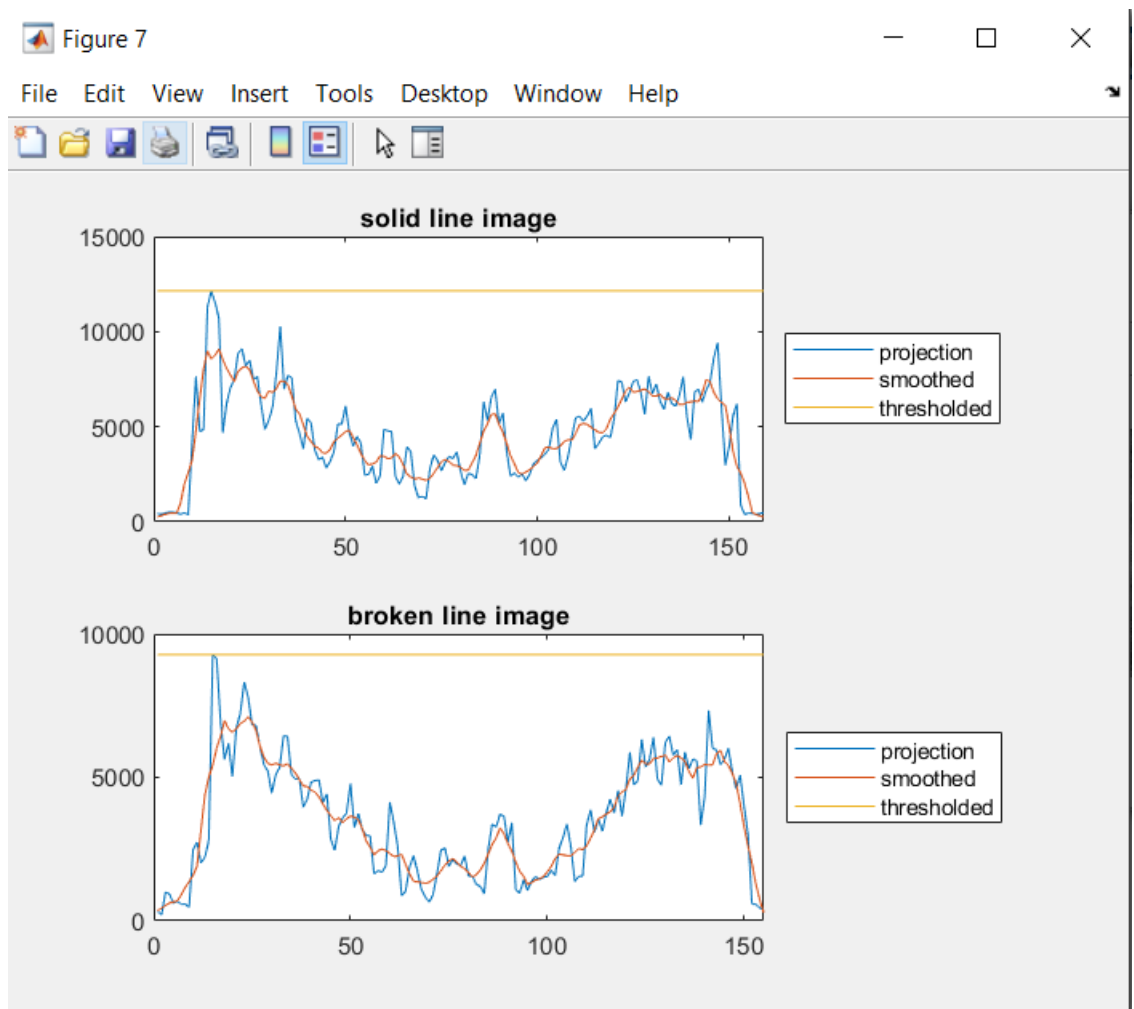 Figure 7
File Edit View Insert Tools Desktop Window Help
solid line image
15000
10000
5000
0
0 50 100 150
projection
smoothed
thresholded
broken line image
10000
5000
0
0 50 100 150
projection
smoothed
thresholded